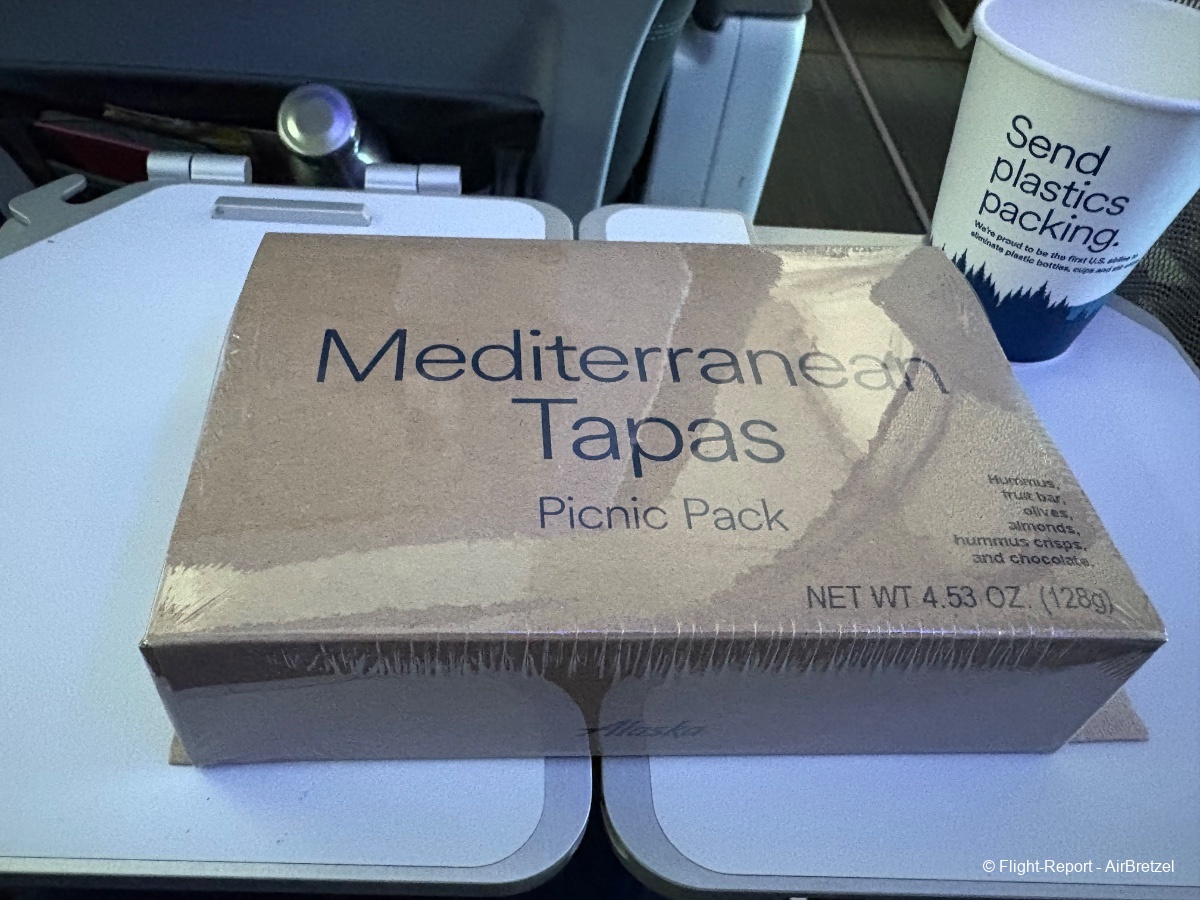 Send
plastics
packing.
We're proud to be the first U.S. airline to
eliminate plastic bottles, cups and
Mediterranean
Tapas
Picnic Pack
Hummus,
fruit bar,
olives,
almonds,
hummus crisps,
and chocolate.
NET WT 4.53 OZ. (128g)
Alaska
© Flight-Report - AirBretzel